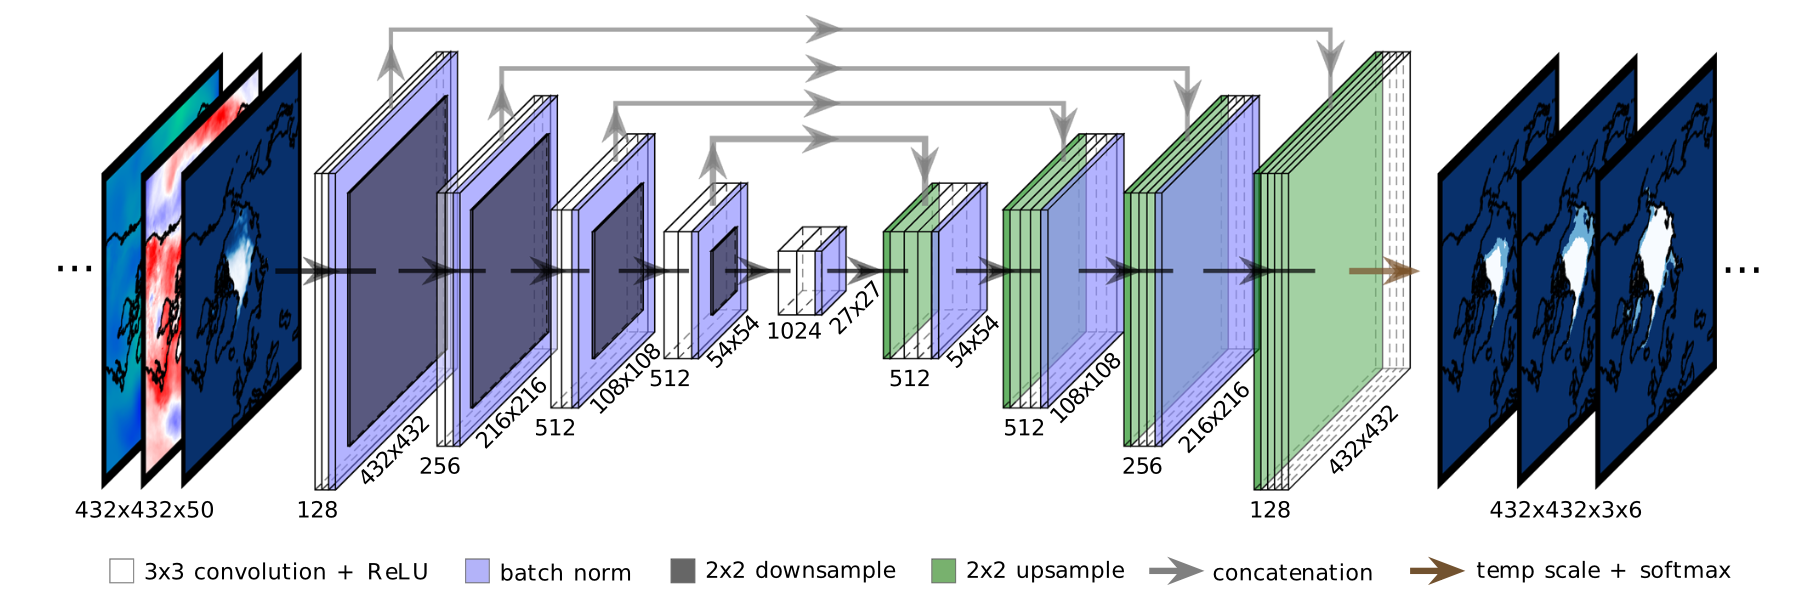 ...
432x432x50
128
432x432
256
216x216
512
108x108
512
54x54
1024
27x27
512
54x54
512
108x108
256
216x216
128
432x432
432x432x3x6
...
3x3 convolution + ReLU
batch norm
2x2 downsample
2x2 upsample
concatenation
temp scale + softmax